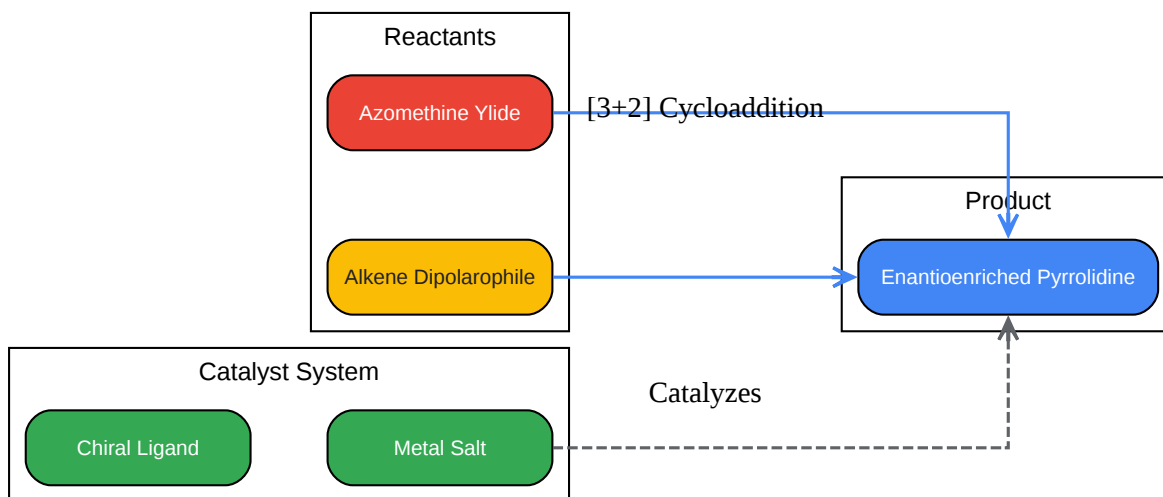 Reactants
Azomethine Ylide
[3+2] Cycloaddition
Product
Alkene Dipolarophile
Enantioenriched Pyrrolidine
Catalyst System
Catalyzes
Chiral Ligand
Metal Salt